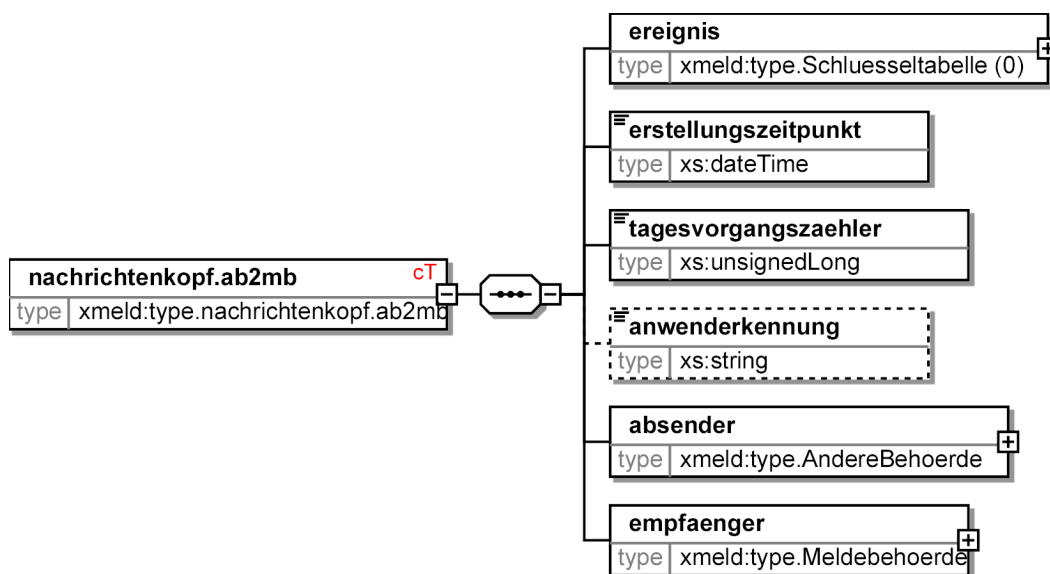 ereignis
type xmeld:type.Schluesseltabelle (0)
erstellungszeitpunkt
type xs:dateTime
tagesvorgangszaehler
type xs:unsignedLong
nachrichtenkopf.ab2mb cT
type xmeld:type.nachrichtenkopf.ab2mb
anwenderkennung
type xs:string
absender
type xmeld:type.AndereBehoerde
empfaenger
type xmeld:type.Meldebehoerde